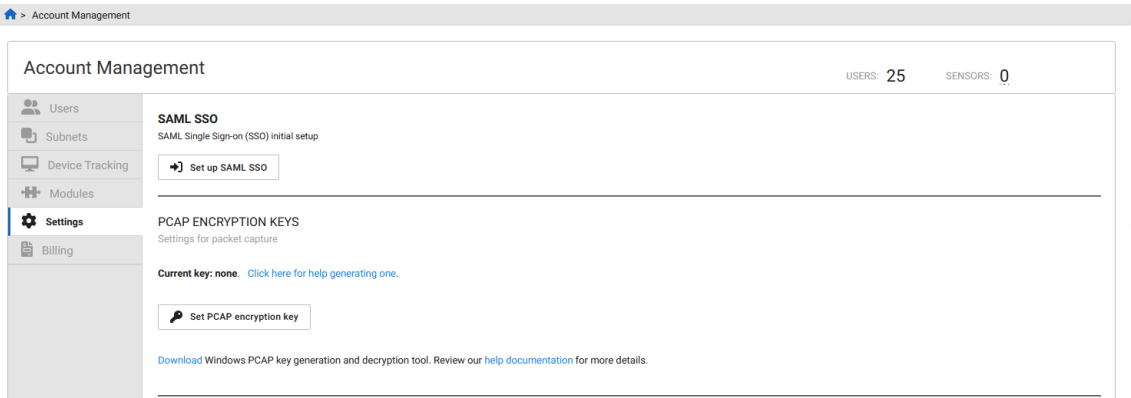 > Account Management
Account Management
USERS: 25 SENSORS: 0
Users
Subnets
Device Tracking
Modules
Settings
Billing
SAML SSO
SAML Single Sign-on (SSO) initial setup
Set up SAML SSO
PCAP ENCRYPTION KEYS
Settings for packet capture
Current key: none. Click here for help generating one.
Set PCAP encryption key
Download Windows PCAP key generation and decryption tool. Review our help documentation for more details.